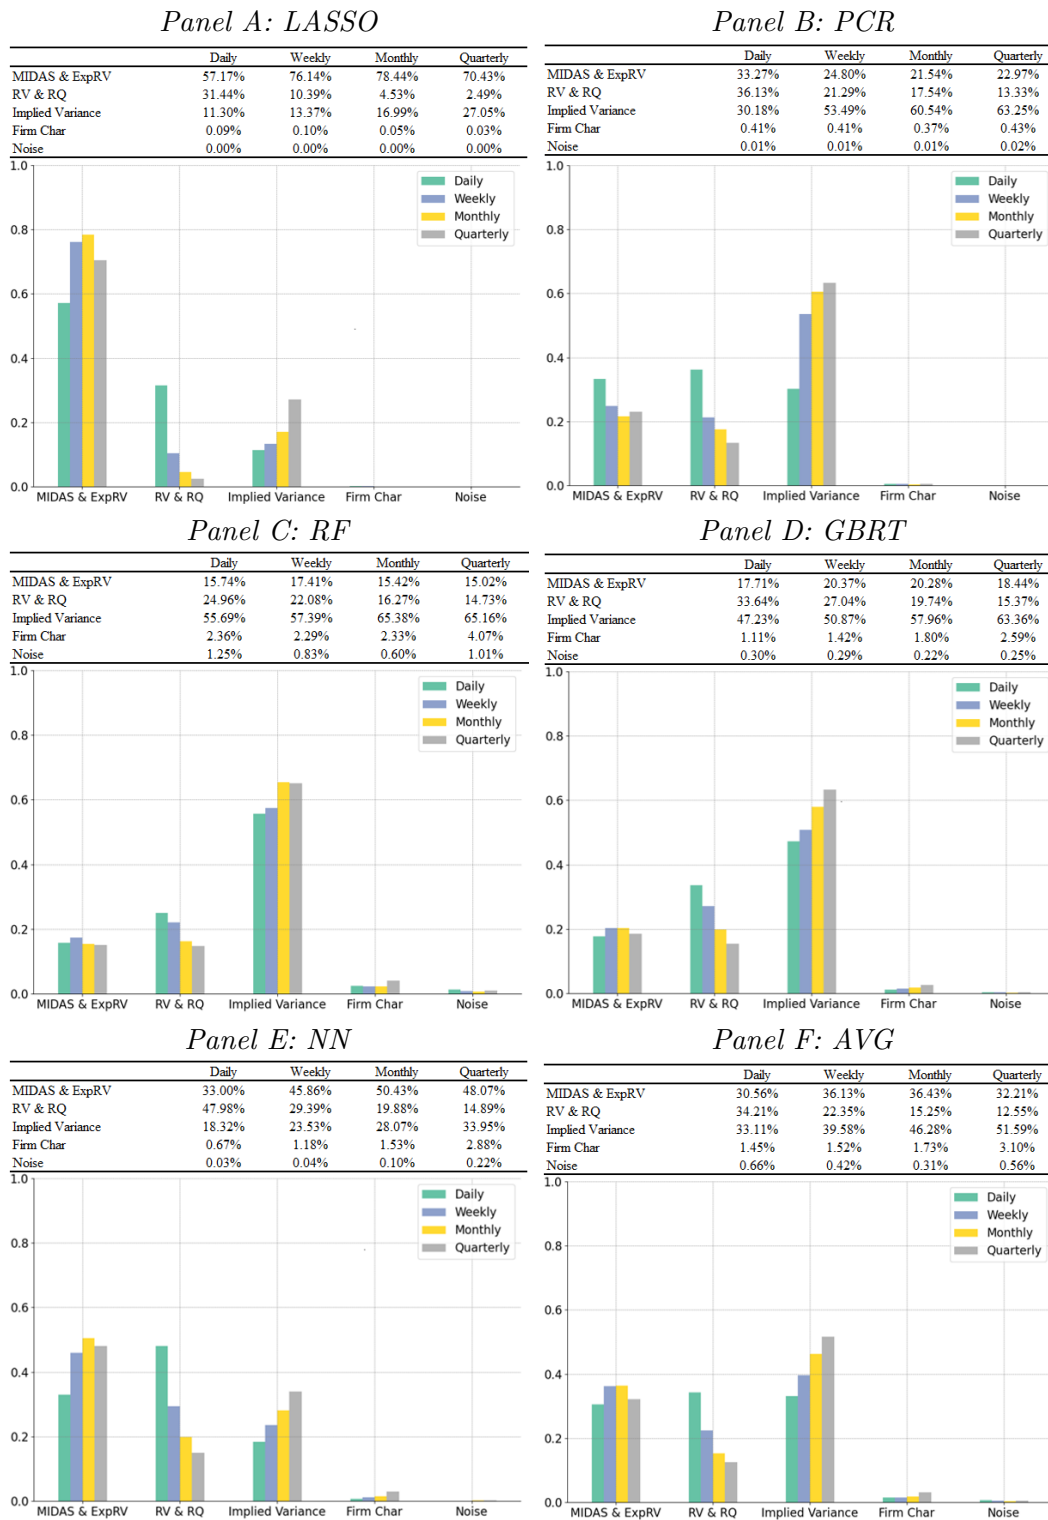 Panel A: LASSO
Daily Weekly Monthly Quarterly
MIDAS & ExpRV 57.17% 76.14% 78.44% 70.43%
RV & RQ 31.44% 10.39% 4.53% 2.49%
Implied Variance 11.30% 13.37% 16.99% 27.05%
Firm Char 0.09% 0.10% 0.05% 0.03%
Noise 0.00% 0.00% 0.00% 0.00%
1.0
0.8
0.6
0.4
0.2
0.0
Daily
Weekly
Monthly
Quarterly
MIDAS & ExpRV RV & RQ Implied Variance Firm Char Noise
Panel B: PCR
Daily Weekly Monthly Quarterly
MIDAS & ExpRV 33.27% 24.80% 21.54% 22.97%
RV & RQ 36.13% 21.29% 17.54% 13.33%
Implied Variance 30.18% 53.49% 60.54% 63.25%
Firm Char 0.41% 0.41% 0.37% 0.43%
Noise 0.01% 0.01% 0.01% 0.02%
1.0
0.8
0.6
0.4
0.2
0.0
Daily
Weekly
Monthly
Quarterly
MIDAS & ExpRV RV & RQ Implied Variance Firm Char Noise
Panel C: RF
Daily Weekly Monthly Quarterly
MIDAS & ExpRV 15.74% 17.41% 15.42% 15.02%
RV & RQ 24.96% 22.08% 16.27% 14.73%
Implied Variance 55.69% 57.39% 65.38% 65.16%
Firm Char 2.36% 2.29% 2.33% 4.07%
Noise 1.25% 0.83% 0.60% 1.01%
1.0
0.8
0.6
0.4
0.2
0.0
Daily
Weekly
Monthly
Quarterly
MIDAS & ExpRV RV & RQ Implied Variance Firm Char Noise
Panel D: GBRT
Daily Weekly Monthly Quarterly
MIDAS & ExpRV 17.71% 20.37% 20.28% 18.44%
RV & RQ 33.64% 27.04% 19.74% 15.37%
Implied Variance 47.23% 50.87% 57.96% 63.36%
Firm Char 1.11% 1.42% 1.80% 2.59%
Noise 0.30% 0.29% 0.22% 0.25%
1.0
0.8
0.6
0.4
0.2
0.0
Daily
Weekly
Monthly
Quarterly
MIDAS & ExpRV RV & RQ Implied Variance Firm Char Noise
Panel E: NN
Daily Weekly Monthly Quarterly
MIDAS & ExpRV 33.00% 45.86% 50.43% 48.07%
RV & RQ 47.98% 29.39% 19.88% 14.89%
Implied Variance 18.32% 23.53% 28.07% 33.95%
Firm Char 0.67% 1.18% 1.53% 2.88%
Noise 0.03% 0.04% 0.10% 0.22%
1.0
0.8
0.6
0.4
0.2
0.0
Daily
Weekly
Monthly
Quarterly
MIDAS & ExpRV RV & RQ Implied Variance Firm Char Noise
Panel F: AVG
Daily Weekly Monthly Quarterly
MIDAS & ExpRV 30.56% 36.13% 36.43% 32.21%
RV & RQ 34.21% 22.35% 15.25% 12.55%
Implied Variance 33.11% 39.58% 46.28% 51.59%
Firm Char 1.45% 1.52% 1.73% 3.10%
Noise 0.66% 0.42% 0.31% 0.56%
1.0
0.8
0.6
0.4
0.2
0.0
Daily
Weekly
Monthly
Quarterly
MIDAS & ExpRV RV & RQ Implied Variance Firm Char Noise